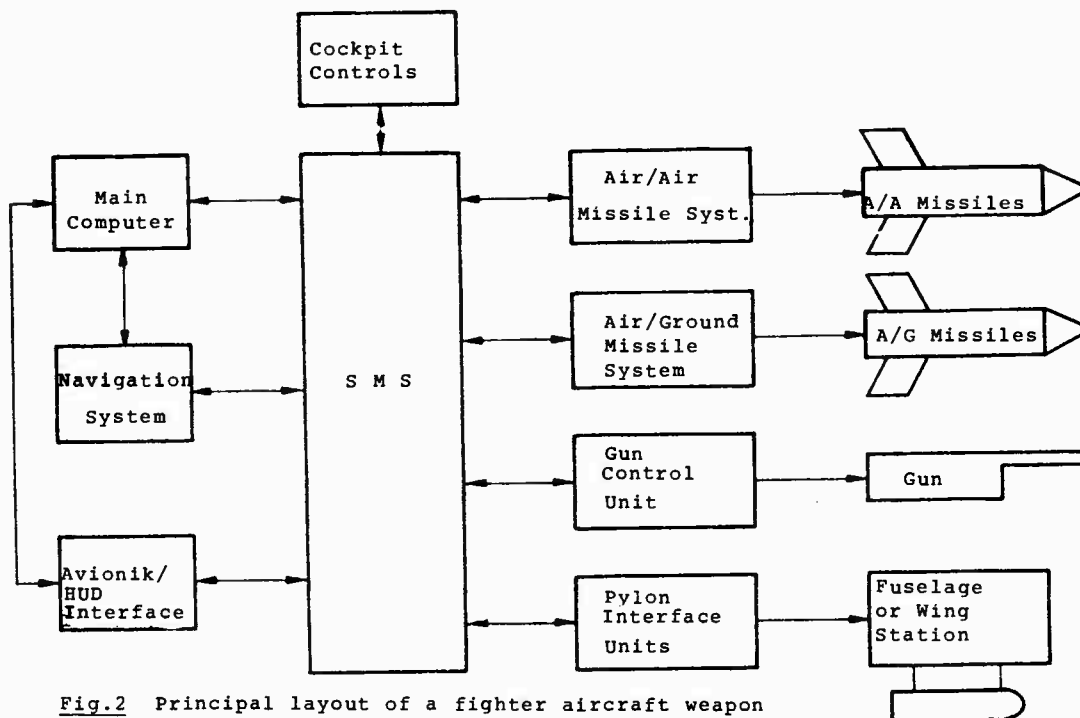 Cockpit
Controls
Main
Computer
Navigation
System
Avionik/
HUD
Interface
S M S
Air/Air
Missile Syst.
A/A Missiles
Air/Ground
Missile
System
A/G Missiles
Gun
Control
Unit
Gun
Pylon
Interface
Units
Fuselage
or Wing
Station
Fig.2 Principal layout of a fighter aircraft weapon